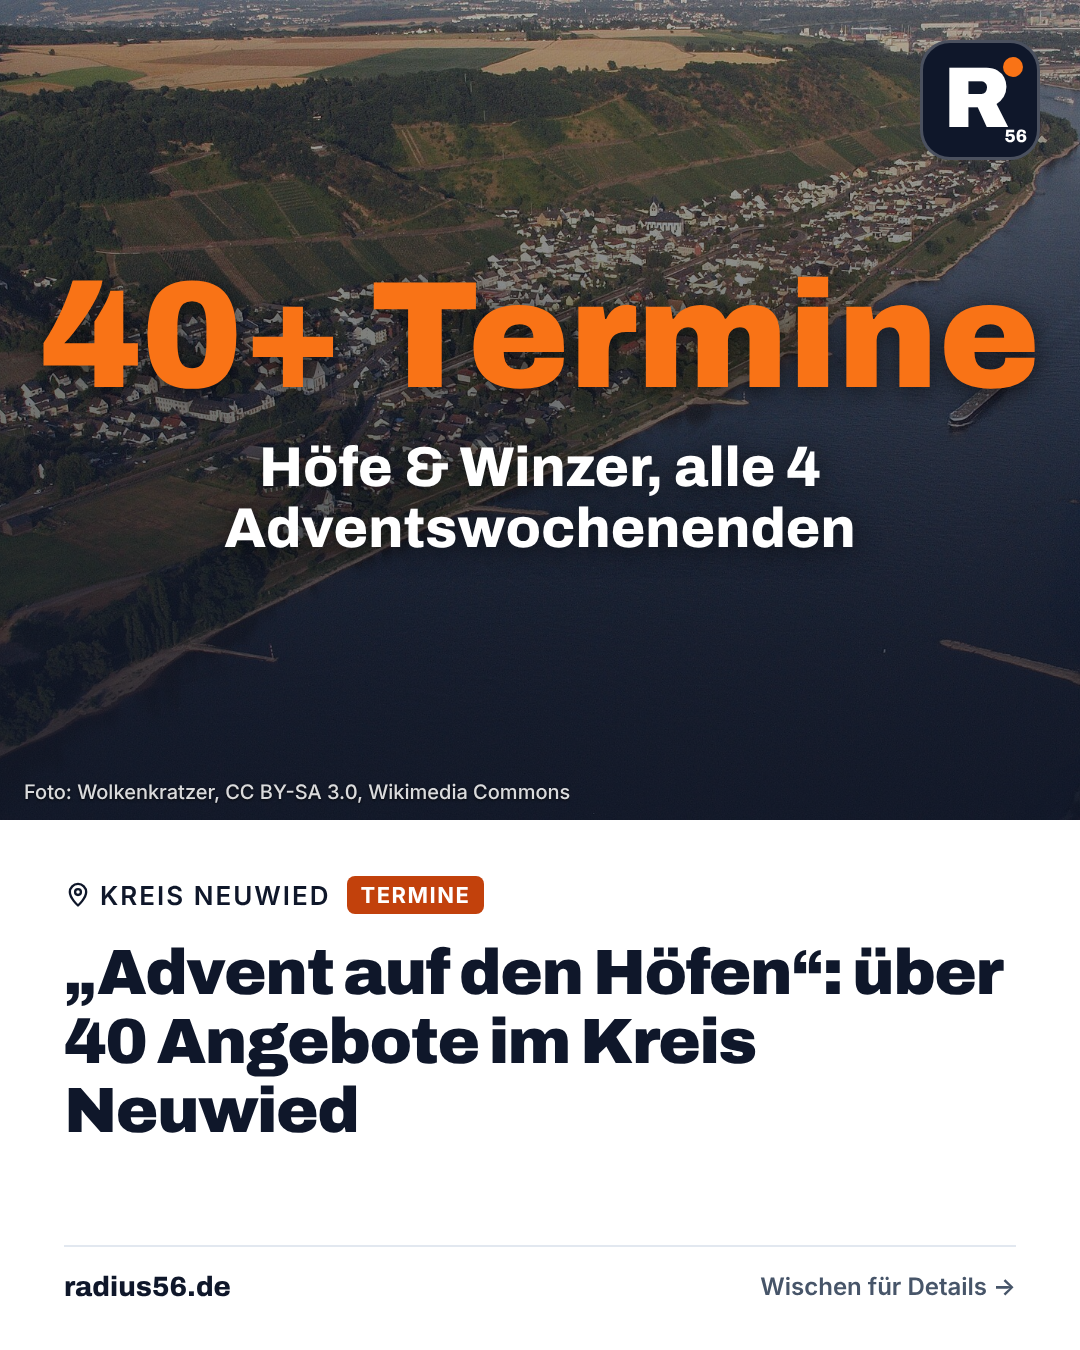 R
56
40+ Termine
Höfe & Winzer, alle 4
Adventswochenenden
Foto: Wolkenkratzer, CC BY-SA 3.0, Wikimedia Commons
KREIS NEUWIED TERMINE
„Advent auf den Höfen“: über
40 Angebote im Kreis
Neuwied
radius56.de Wischen für Details →